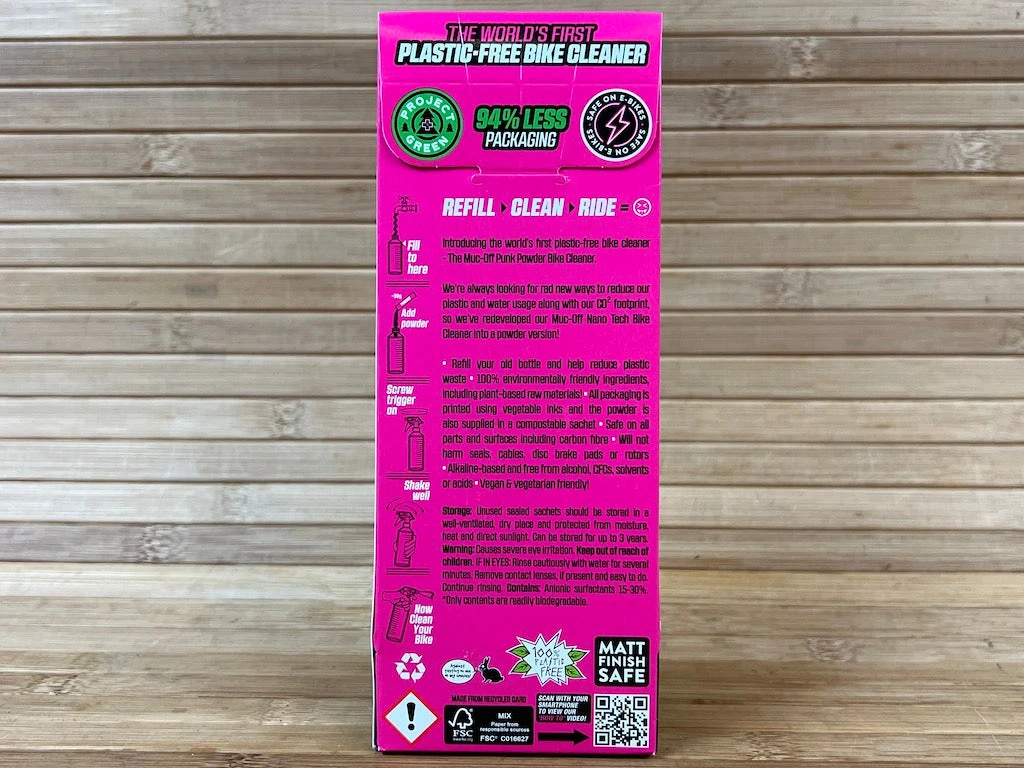 THE WORLD'S FIRST
PLASTIC-FREE BIKE CLEANER
PROJECT
GREEN
94% LESS
PACKAGING
SAFE ON E-BIKES • SAFE ON E-BIKES •
REFILL ▸ CLEAN ▸ RIDE =
Fill
to
here
Add
powder
Screw
trigger
on
Shake
well
Now
Clean
Your
Bike
Introducing the world's first plastic-free bike cleaner
- The Muc-Off Punk Powder Bike Cleaner.
We're always looking for rad new ways to reduce our
plastic and water usage along with our CO² footprint,
so we've redeveloped our Muc-Off Nano Tech Bike
Cleaner into a powder version!
• Refill your old bottle and help reduce plastic
waste • 100% environmentally friendly ingredients,
including plant-based raw materials! • All packaging is
printed using vegetable inks and the powder is
also supplied in a compostable sachet • Safe on all
parts and surfaces including carbon fibre • Will not
harm seals, cables, disc brake pads or rotors
• Alkaline-based and free from alcohol, CFCs, solvents
or acids • Vegan & vegetarian friendly!
Storage: Unused sealed sachets should be stored in a
well-ventilated, dry place and protected from moisture,
heat and direct sunlight. Can be stored for up to 3 years.
Warning: Causes severe eye irritation. Keep out of reach of
children. IF IN EYES: Rinse cautiously with water for several
minutes. Remove contact lenses, if present and easy to do.
Continue rinsing. Contains: Anionic surfactants 15-30%.
*Only contents are readily biodegradable.
Against
100%
PLASTIC
FREE
MATT
FINISH
SAFE
MADE FROM RECYCLED CARD
FSC
www.fsc.org
MIX
Paper from
responsible sources
FSC® C016627
SCAN WITH YOUR
SMARTPHONE
TO VIEW OUR
'HOW TO' VIDEO!